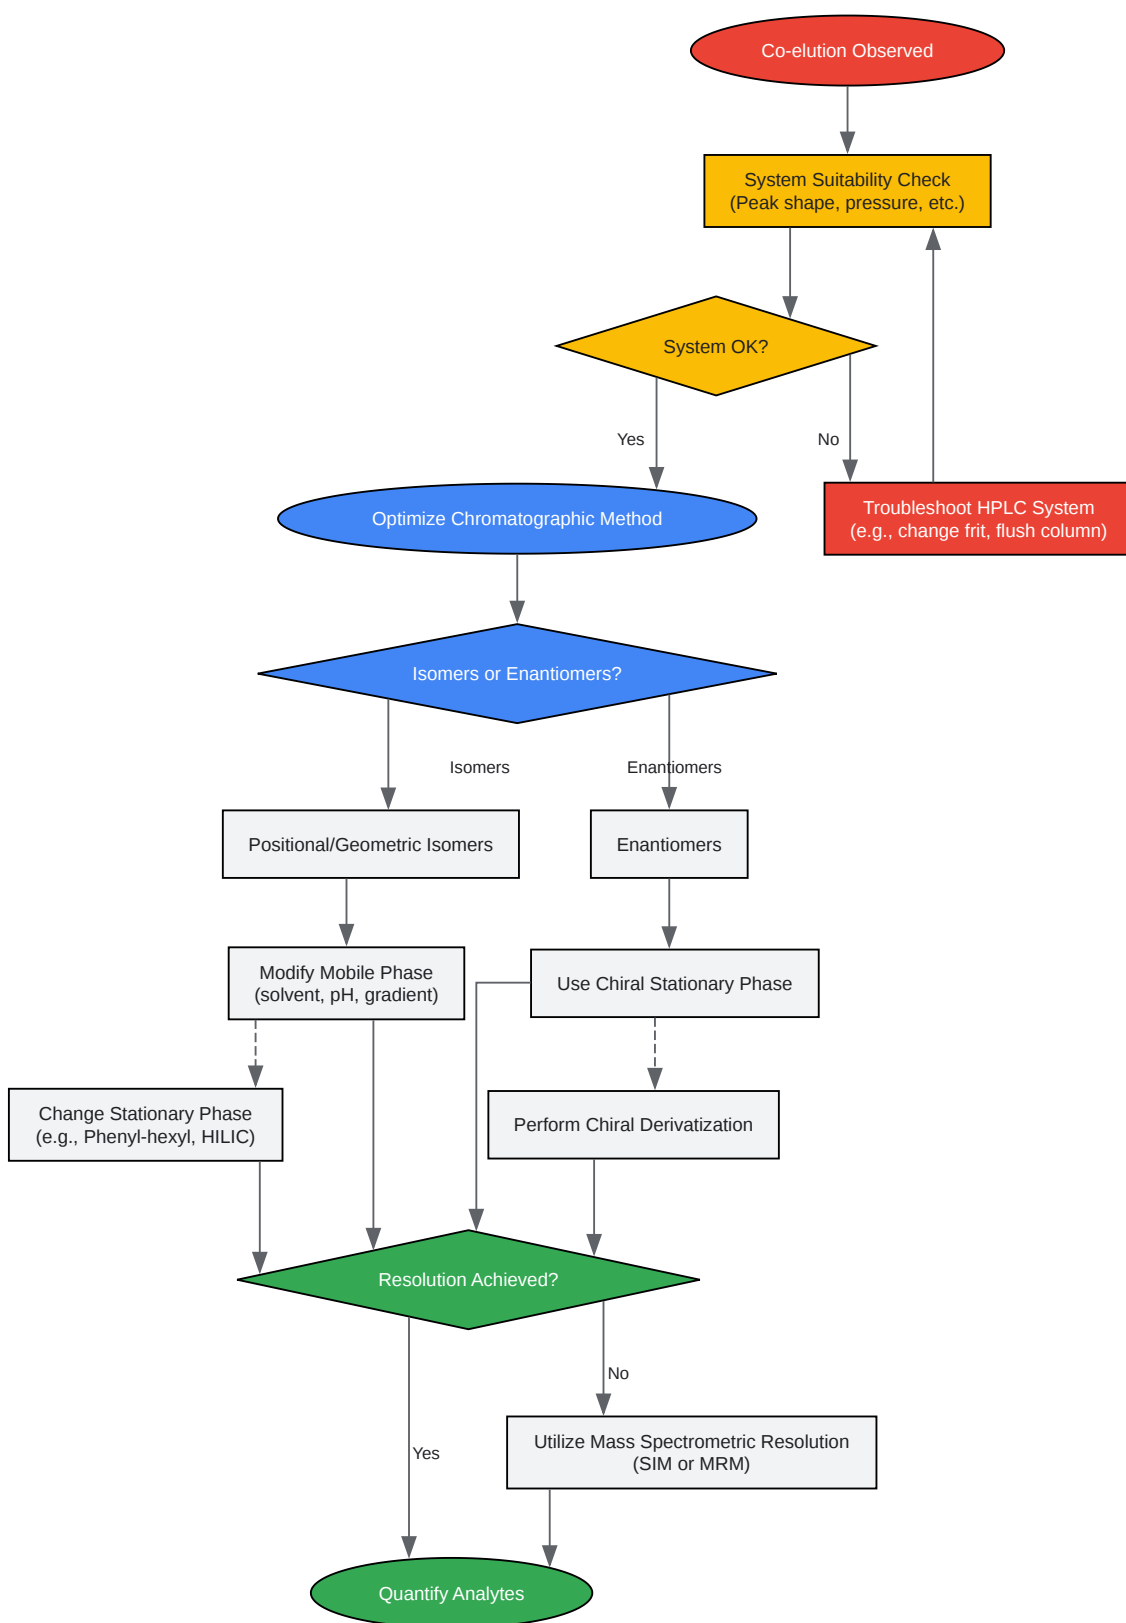 Co-elution Observed
System Suitability Check
(Peak shape, pressure, etc.)
System OK?
Yes
No
Optimize Chromatographic Method
Troubleshoot HPLC System
(e.g., change frit, flush column)
Isomers or Enantiomers?
Isomers
Enantiomers
Positional/Geometric Isomers
Enantiomers
Modify Mobile Phase
(solvent, pH, gradient)
Use Chiral Stationary Phase
Change Stationary Phase
(e.g., Phenyl-hexyl, HILIC)
Perform Chiral Derivatization
Resolution Achieved?
No
Utilize Mass Spectrometric Resolution
(SIM or MRM)
Yes
Quantify Analytes